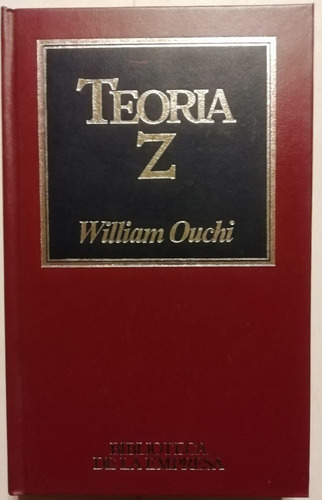 TEORIA
Z
William Ouchi
BIBLIOTECA
DE LA EMPRESA